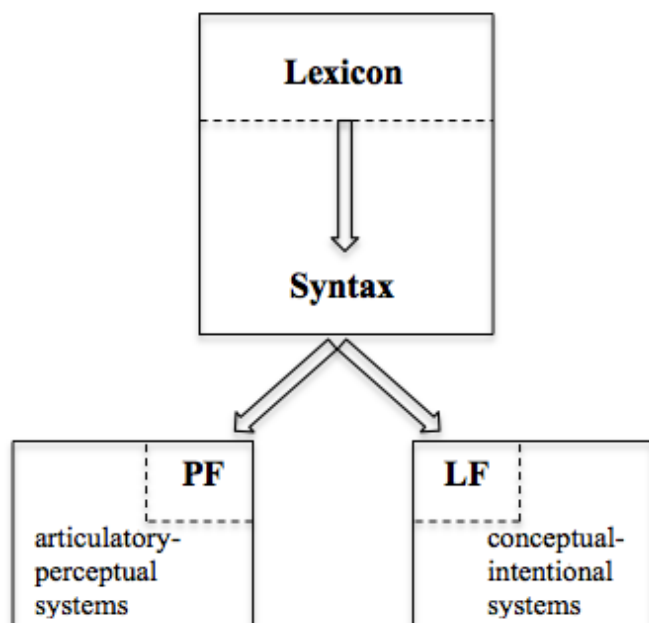 Lexicon
Syntax
PF
articulatory-
perceptual
systems
LF
conceptual-
intentional
systems